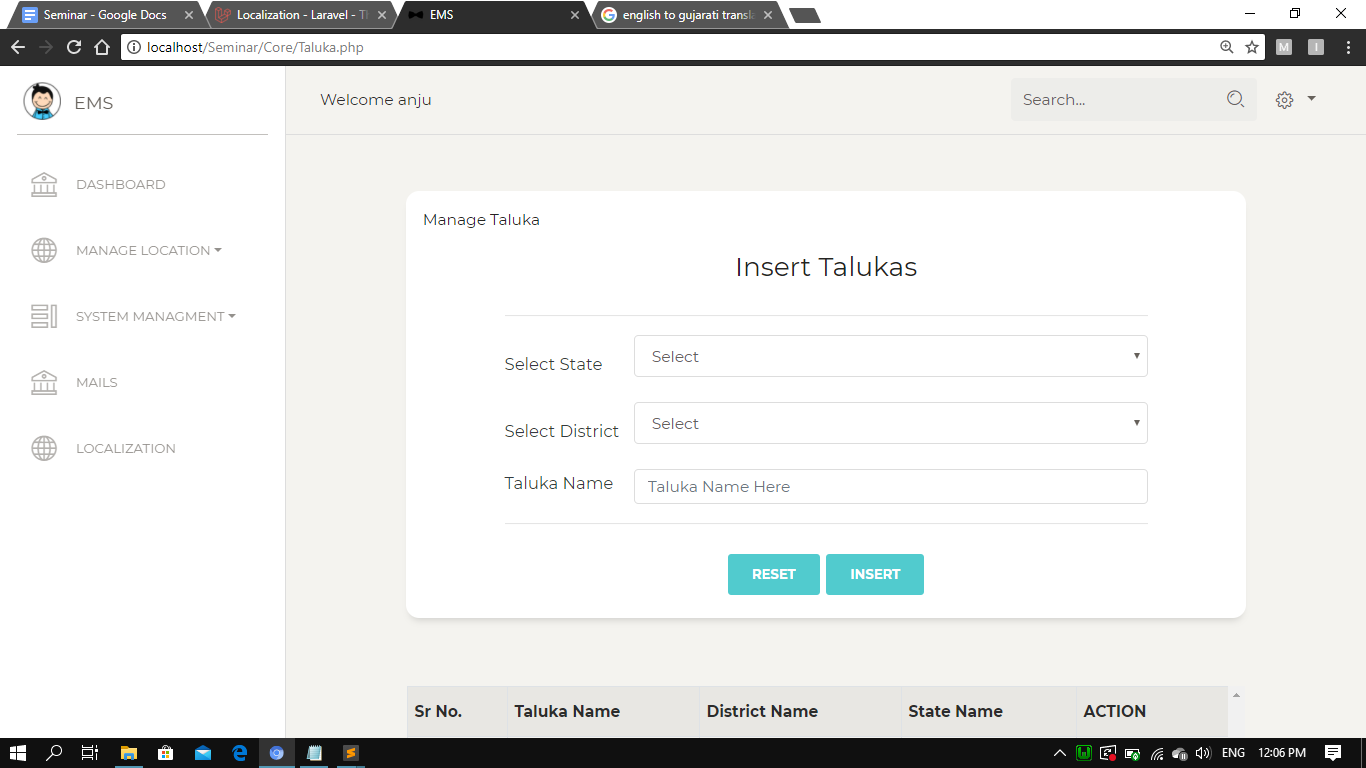 Seminar - Google Docs
Localization - Laravel - T
EMS
english to gujarati transla
localhost/Seminar/Core/Taluka.php
M
I
EMS
Welcome anju
Search...
DASHBOARD
MANAGE LOCATION
SYSTEM MANAGMENT
MAILS
LOCALIZATION
Manage Taluka
Insert Talukas
Select State
Select
Select District
Select
Taluka Name
Taluka Name Here
RESET
INSERT
Sr No.
Taluka Name
District Name
State Name
ACTION
ENG
12:06 PM